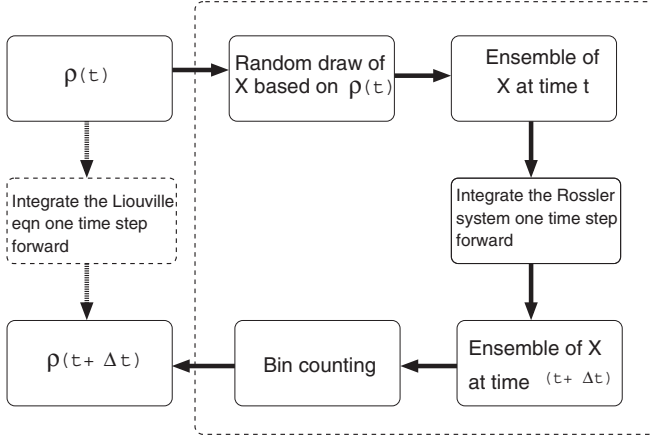 ρ(t)
Random draw of
X based on ρ(t)
Ensemble of
X at time t
Integrate the Liouville
eqn one time step
forward
Integrate the Rossler
system one time step
forward
ρ(t+ Δt)
Bin counting
Ensemble of X
at time (t+ Δt)